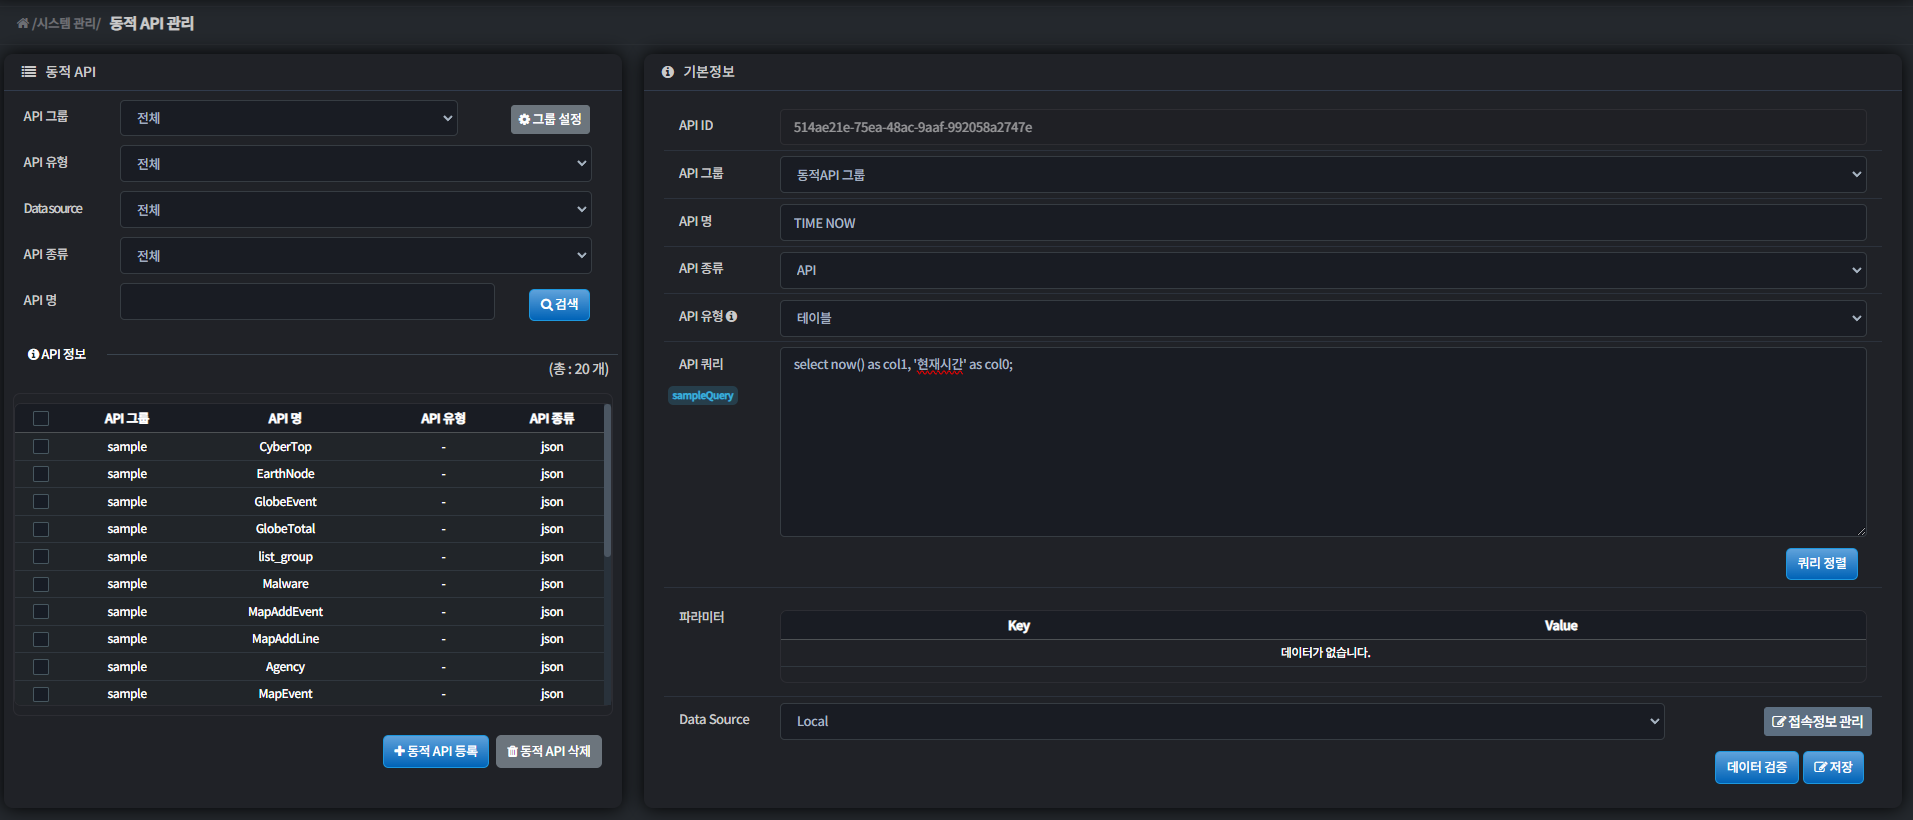 /시스템 관리/ 동적 API 관리
동적 API
API 그룹 전체 그룹 설정
API 유형 전체
Data source 전체
API 종류 전체
API 명 검색
API 정보
(총 : 20 개)
API 그룹 API 명 API 유형 API 종류
sample CyberTop - json
sample EarthNode - json
sample GlobeEvent - json
sample GlobeTotal - json
sample list_group - json
sample Malware - json
sample MapAddEvent - json
sample MapAddLine - json
sample Agency - json
sample MapEvent - json
동적 API 등록 동적 API 삭제
기본정보
API ID 514ae21e-75ea-48ac-9aaf-992058a2747e
API 그룹 동적API 그룹
API 명 TIME NOW
API 종류 API
API 유형 테이블
API 쿼리 select now() as col1, '현재시간' as col0;
sampleQuery
쿼리 정렬
파라미터
Key Value
데이터가 없습니다.
Data Source Local 접속정보 관리
데이터 검증 저장